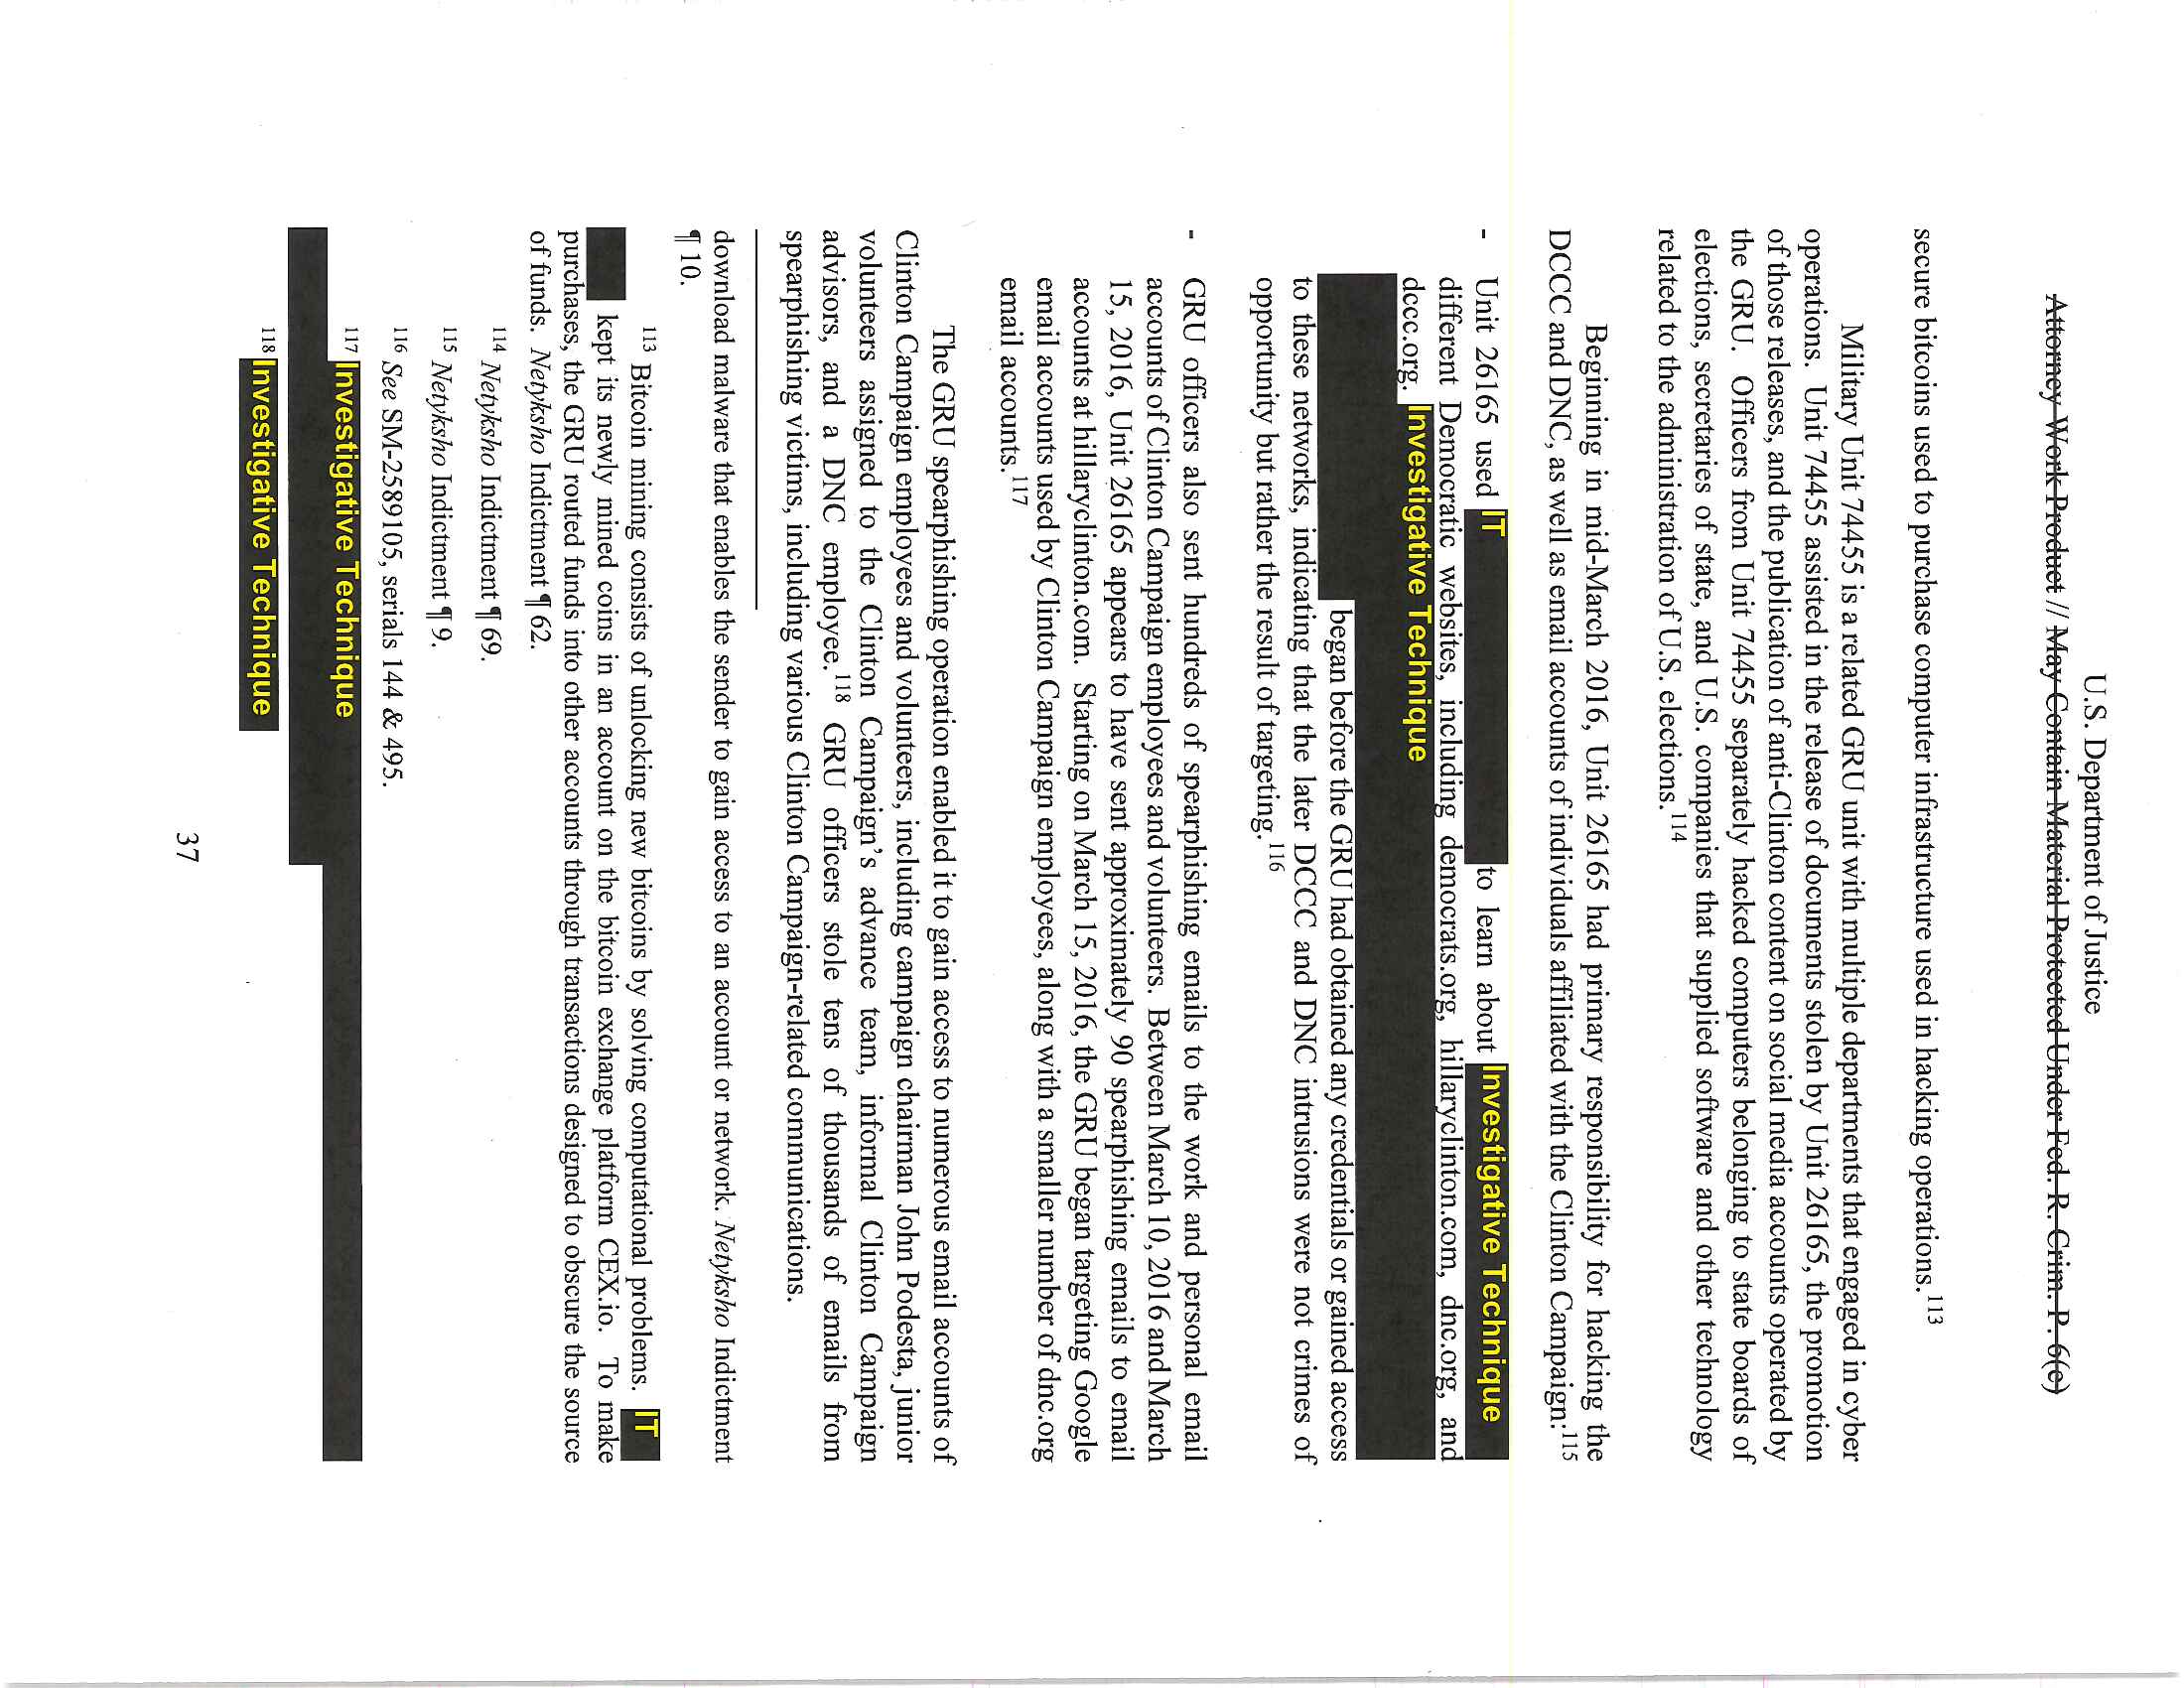 U.S. Department of Justice
Attorney Work Product // May Contain Material Protected Under Fed. R. Crim. P. 6(e)
secure bitcoins used to purchase computer infrastructure used in hacking operations.113
Military Unit 74455 is a related GRU unit with multiple departments that engaged in cyber
operations. Unit 74455 assisted in the release of documents stolen by Unit 26165, the promotion
of those releases, and the publication of anti-Clinton content on social media accounts operated by
the GRU. Officers from Unit 74455 separately hacked computers belonging to state boards of
elections, secretaries of state, and U.S. companies that supplied software and other technology
related to the administration of U.S. elections.114
Beginning in mid-March 2016, Unit 26165 had primary responsibility for hacking the
DCCC and DNC, as well as email accounts of individuals affiliated with the Clinton Campaign:115
- Unit 26165 used IT to learn about Investigative Technique
different Democratic websites, including democrats.org, hillaryclinton.com, dnc.org, and
dccc.org. Investigative Technique
began before the GRU had obtained any credentials or gained access
to these networks, indicating that the later DCCC and DNC intrusions were not crimes of
opportunity but rather the result of targeting.116
- GRU officers also sent hundreds of spearphishing emails to the work and personal email
accounts of Clinton Campaign employees and volunteers. Between March 10, 2016 and March
15, 2016, Unit 26165 appears to have sent approximately 90 spearphishing emails to email
accounts at hillaryclinton.com. Starting on March 15, 2016, the GRU began targeting Google
email accounts used by Clinton Campaign employees, along with a smaller number of dnc.org
email accounts.117
The GRU spearphishing operation enabled it to gain access to numerous email accounts of
Clinton Campaign employees and volunteers, including campaign chairman John Podesta, junior
volunteers assigned to the Clinton Campaign's advance team, informal Clinton Campaign
advisors, and a DNC employee.118 GRU officers stole tens of thousands of emails from
spearphishing victims, including various Clinton Campaign-related communications.
download malware that enables the sender to gain access to an account or network. Netyksho Indictment
¶ 10.
113 Bitcoin mining consists of unlocking new bitcoins by solving computational problems. IT
kept its newly mined coins in an account on the bitcoin exchange platform CEX.io. To make
purchases, the GRU routed funds into other accounts through transactions designed to obscure the source
of funds. Netyksho Indictment ¶ 62.
114 Netyksho Indictment ¶ 69.
115 Netyksho Indictment ¶ 9.
116 See SM-2589105, serials 144 & 495.
117 Investigative Technique
118 Investigative Technique
37